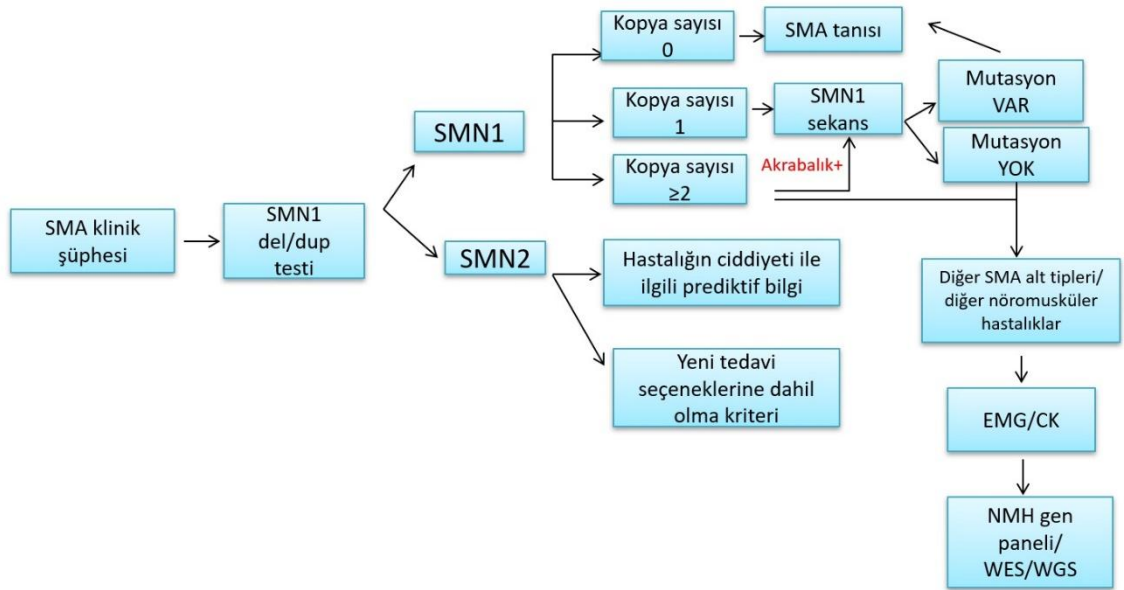 SMA klinik
şüphesi
SMN1
del/dup
testi
SMN1
SMN2
Kopya sayısı
0
SMA tanısı
Kopya sayısı
1
SMN1
sekans
Mutasyon
VAR
Mutasyon
YOK
Kopya sayısı
≥2
Akrabalık+
Hastalığın ciddiyeti ile
ilgili prediktif bilgi
Yeni tedavi
seçeneklerine dahil
olma kriteri
Diğer SMA alt tipleri/
diğer nöromusküler
hastalıklar
EMG/CK
NMH gen
paneli/
WES/WGS